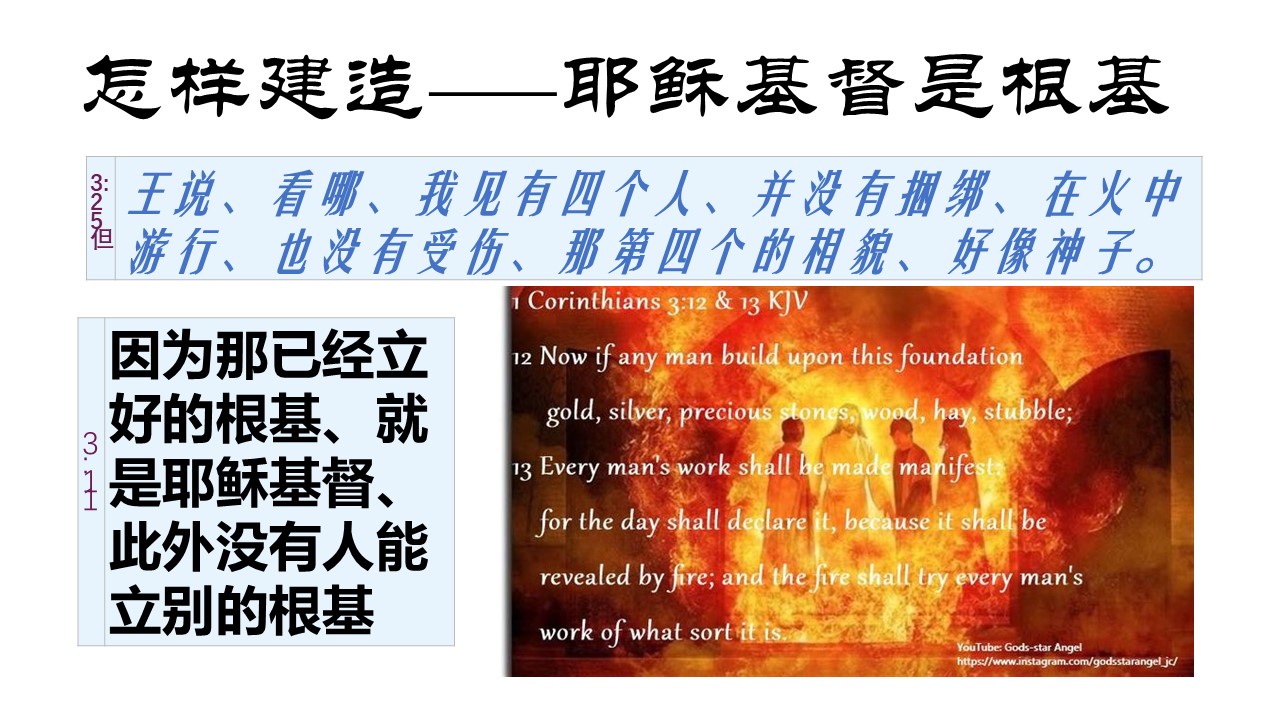 怎样建造——耶稣基督是根基
3:
2
5
但
王说、看哪、我见有四个人、并没有捆绑、在火中
游行、也没有受伤、那第四个的相貌、好像神子。
3:11
因为那已经立
好的根基、就
是耶稣基督、
此外没有人能
立别的根基
1 Corinthians 3:12 & 13 KJV
12 Now if any man build upon this foundation
gold, silver, precious stones, wood, hay, stubble;
13 Every man's work shall be made manifest:
for the day shall declare it, because it shall be
revealed by fire; and the fire shall try every man's
work of what sort it is.
YouTube: Gods-star Angel
https://www.instagram.com/godsstarangel_jc/